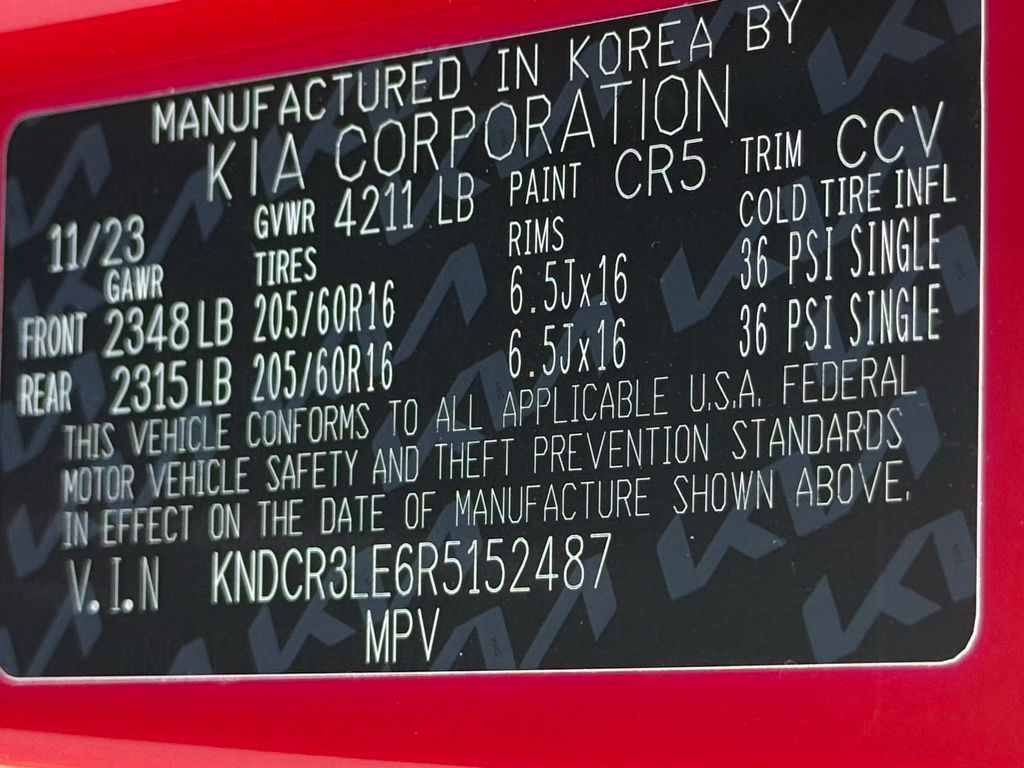 MANUFACTURED IN KOREA BY
KIA CORPORATION
11/23 GVWR 4211 LB PAINT CR5 TRIM CCV
GAWR TIRES RIMS COLD TIRE INFL
FRONT 2348 LB 205/60R16 6.5Jx16 36 PSI SINGLE
REAR 2315 LB 205/60R16 6.5Jx16 36 PSI SINGLE
THIS VEHICLE CONFORMS TO ALL APPLICABLE U.S.A. FEDERAL
MOTOR VEHICLE SAFETY AND THEFT PREVENTION STANDARDS
IN EFFECT ON THE DATE OF MANUFACTURE SHOWN ABOVE.
V.I.N KNDCR3LE6R5152487
MPV